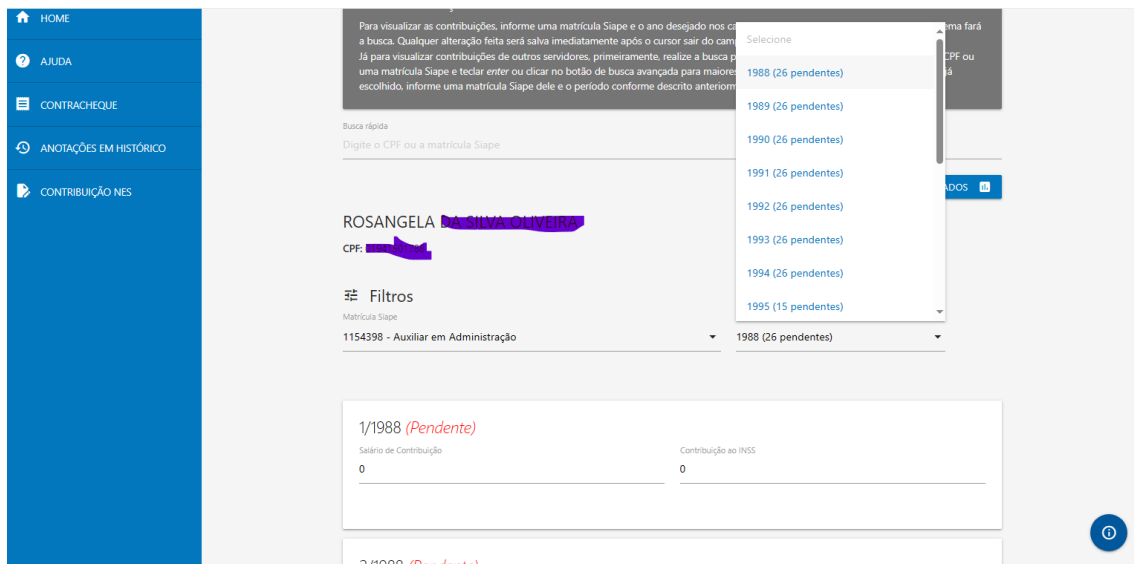 HOME
AJUDA
CONTRACHEQUE
ANOTAÇÕES EM HISTÓRICO
CONTRIBUIÇÃO NES
Para visualizar as contribuições, informe uma matrícula Siape e o ano desejado nos ema fará
a busca. Qualquer alteração feita será salva imediatamente após o cursor sair do
Já para visualizar contribuições de outros servidores, primeiramente, realize a busca CPF ou
uma matrícula Siape e teclar enter ou clicar no botão de busca avançada para maiores já
escolhido, informe uma matrícula Siape dele e o período conforme descrito
Busca rápida
Digite o CPF ou a matrícula Siape
ADOS
ROSANGELA
CPF:
Filtros
Matrícula Siape
1154398 - Auxiliar em Administração
Selecione
1988 (26 pendentes)
1989 (26 pendentes)
1990 (26 pendentes)
1991 (26 pendentes)
1992 (26 pendentes)
1993 (26 pendentes)
1994 (26 pendentes)
1995 (15 pendentes)
1988 (26 pendentes)
1/1988 (Pendente)
Salário de Contribuição Contribuição ao INSS
0 0
2/1988 (Pendente)